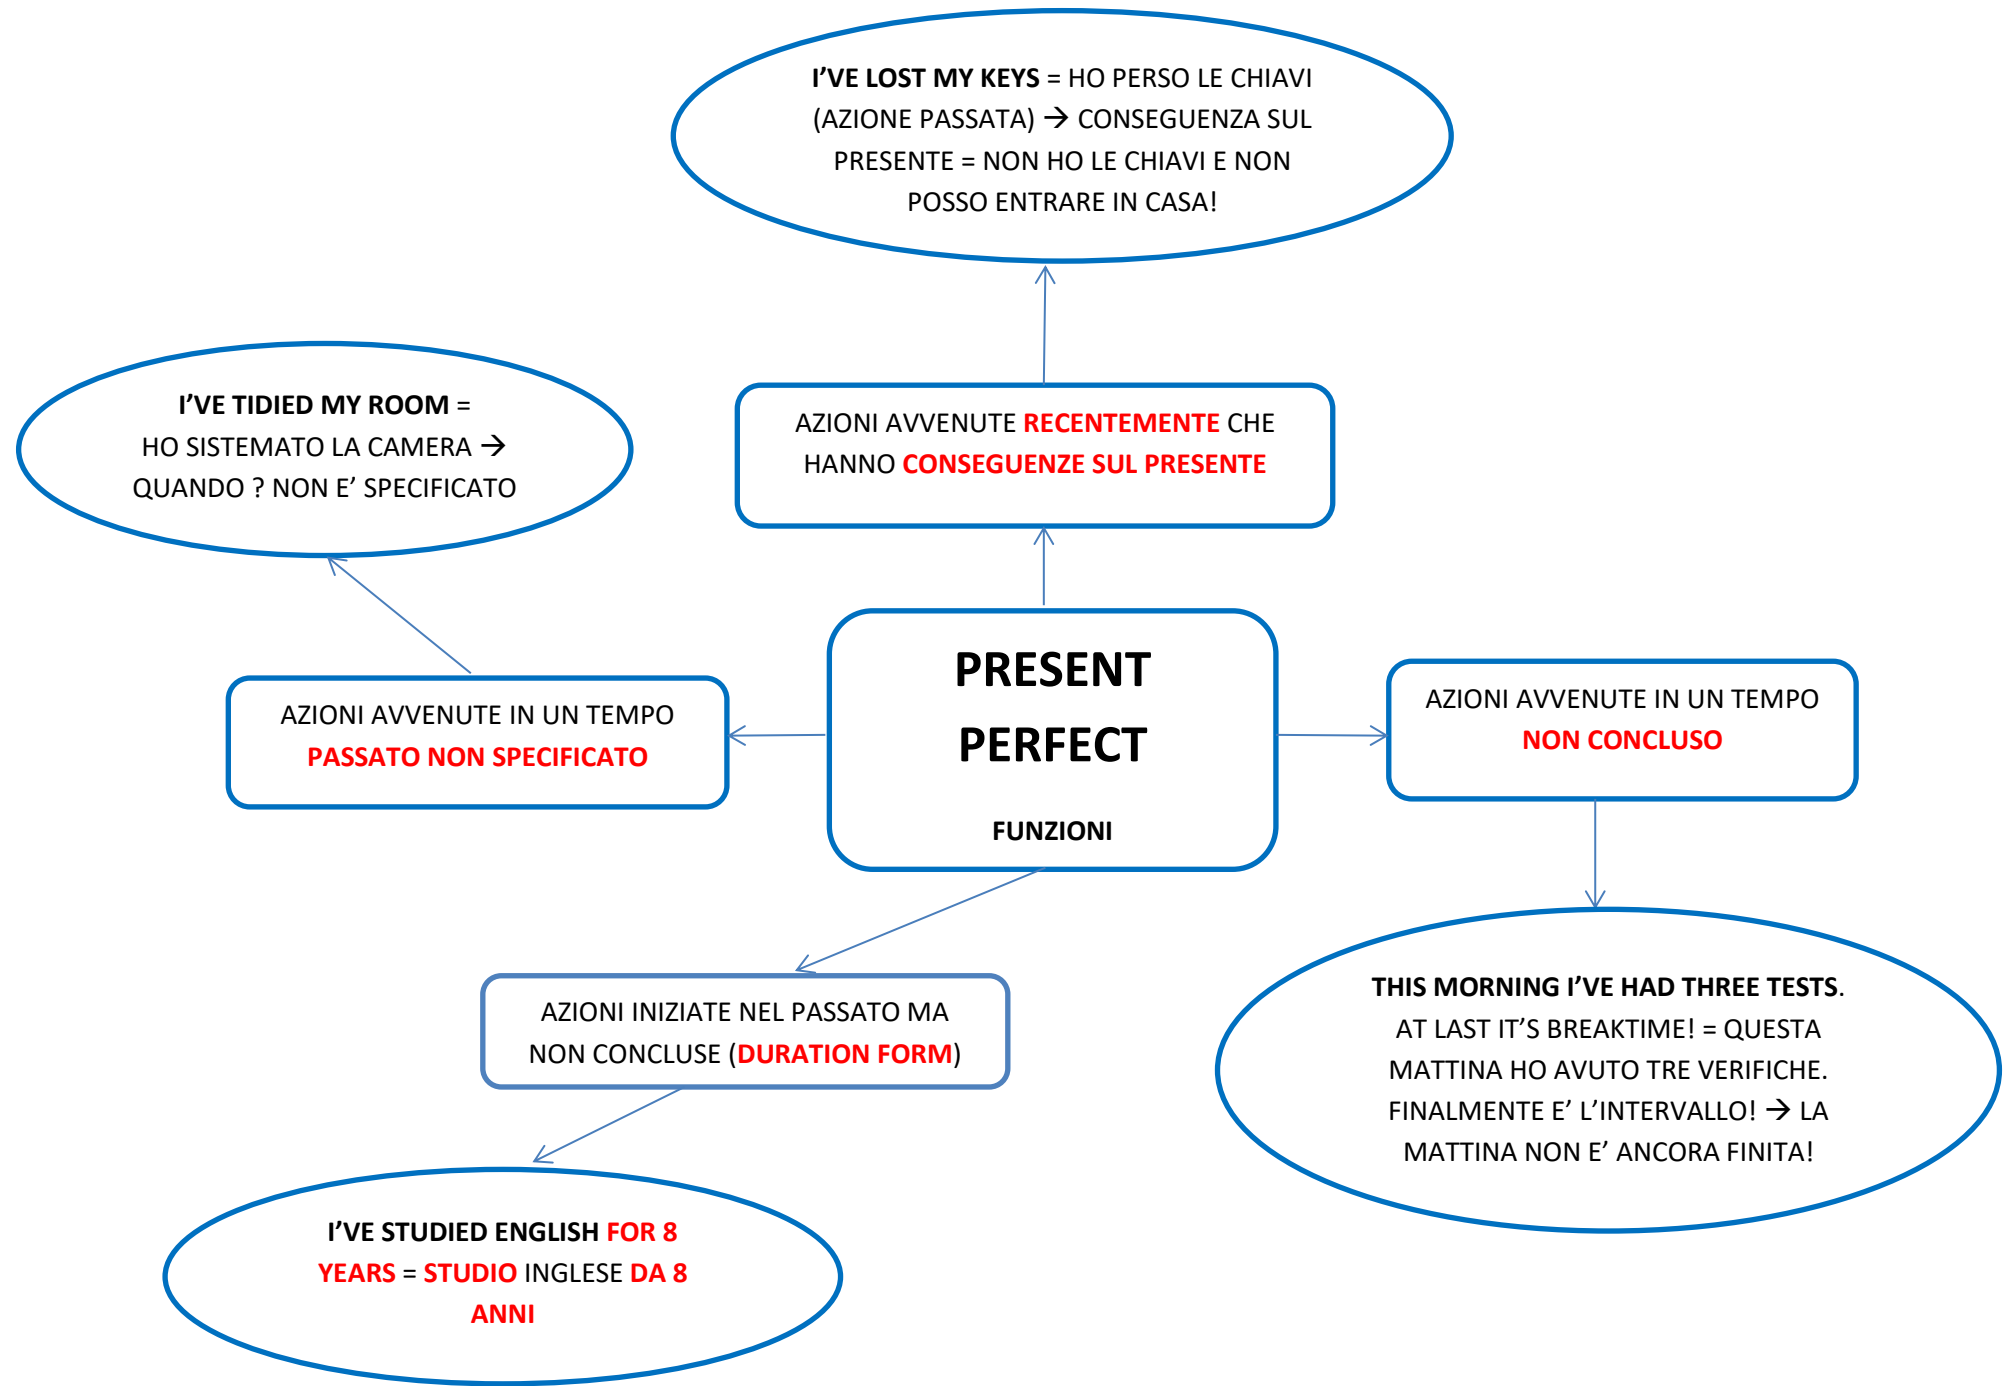 I'VE LOST MY KEYS = HO PERSO LE CHIAVI
(AZIONE PASSATA) → CONSEGUENZA SUL
PRESENTE = NON HO LE CHIAVI E NON
POSSO ENTRARE IN CASA!
I'VE TIDIED MY ROOM =
HO SISTEMATO LA CAMERA →
QUANDO ? NON E' SPECIFICATO
AZIONI AVVENUTE RECENTEMENTE CHE
HANNO CONSEGUENZE SUL PRESENTE
PRESENT
PERFECT
FUNZIONI
AZIONI AVVENUTE IN UN TEMPO
PASSATO NON SPECIFICATO
AZIONI AVVENUTE IN UN TEMPO
NON CONCLUSO
AZIONI INIZIATE NEL PASSATO MA
NON CONCLUSE (DURATION FORM)
THIS MORNING I'VE HAD THREE TESTS.
AT LAST IT'S BREAKTIME! = QUESTA
MATTINA HO AVUTO TRE VERIFICHE.
FINALMENTE E' L'INTERVALLO! → LA
MATTINA NON E' ANCORA FINITA!
I'VE STUDIED ENGLISH FOR 8
YEARS = STUDIO INGLESE DA 8
ANNI